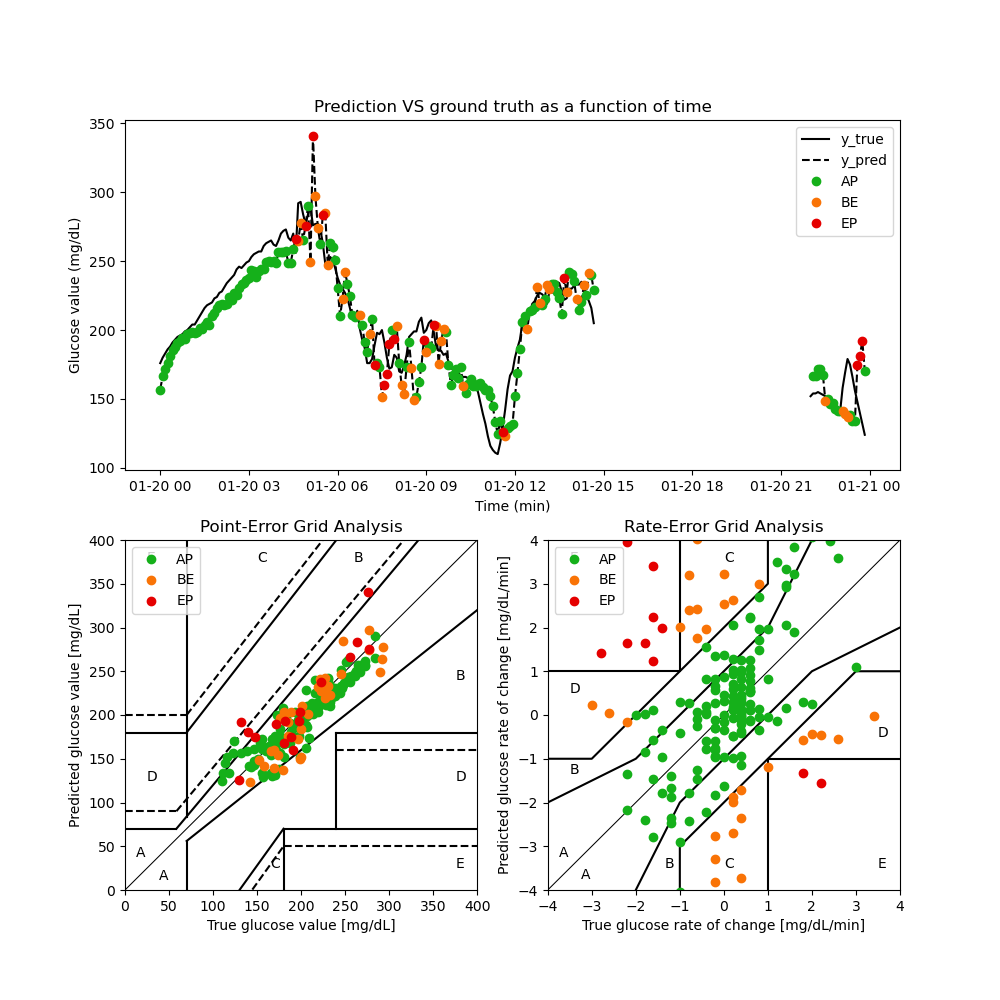 Prediction VS ground truth as a function of time
350
300
250
200
150
100
Glucose value (mg/dL)
y_true
y_pred
AP
BE
EP
01-20 00 01-20 03 01-20 06 01-20 09 01-20 12 01-20 15 01-20 18 01-20 21 01-21 00
Time (min)
Point-Error Grid Analysis
400
350
300
250
200
150
100
50
0
Predicted glucose value [mg/dL]
AP
BE
EP
C
B
B
D
D
A
A
C
E
0 50 100 150 200 250 300 350 400
True glucose value [mg/dL]
Rate-Error Grid Analysis
4
3
2
1
0
−1
−2
−3
−4
Predicted glucose rate of change [mg/dL/min]
AP
BE
EP
C
D
D
B
A
A
B
C
E
−4 −3 −2 −1 0 1 2 3 4
True glucose rate of change [mg/dL/min]